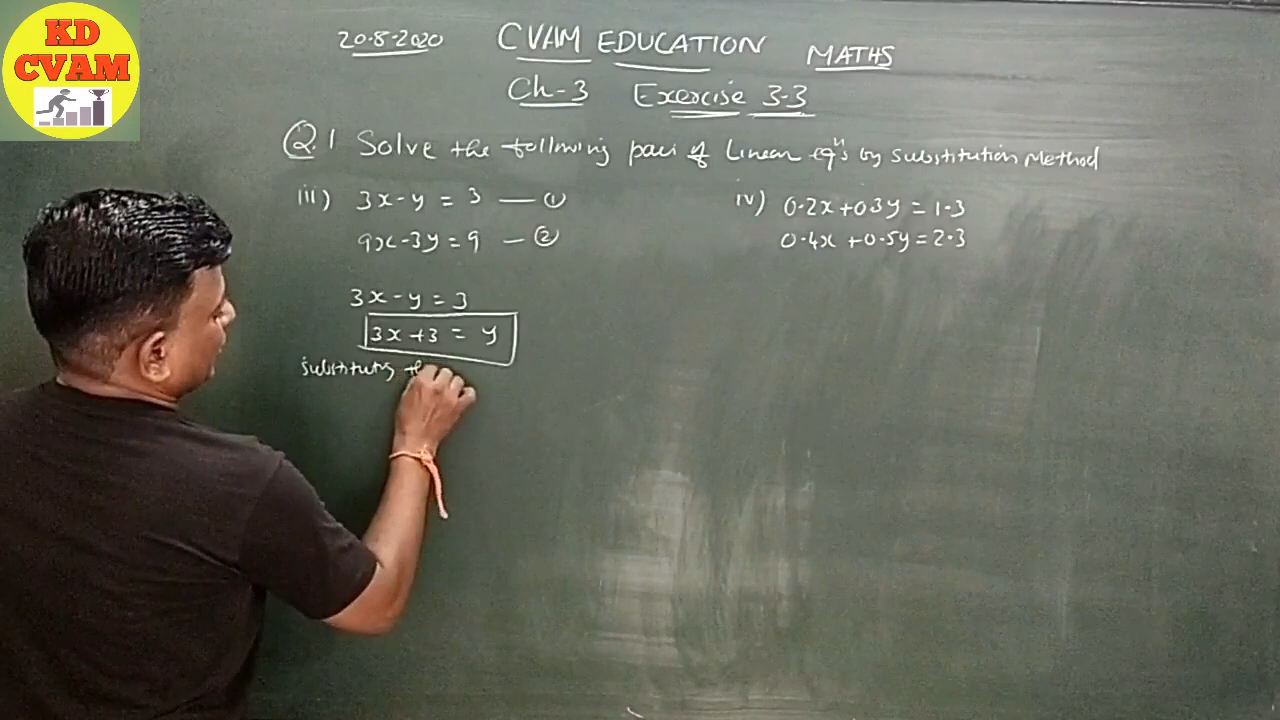 KD
CVAM
20.8.2020 CVAM EDUCATION MATHS
Ch-3 Exercise 3.3
Q.1 Solve the following pair of Linear eqⁿs by Substitution Method
iii) 3x - y = 3 — ①
9x - 3y = 9 — ②
iv) 0.2x + 0.3y = 1.3
0.4x + 0.5y = 2.3
3x - y = 3
3x + 3 = y
substituting